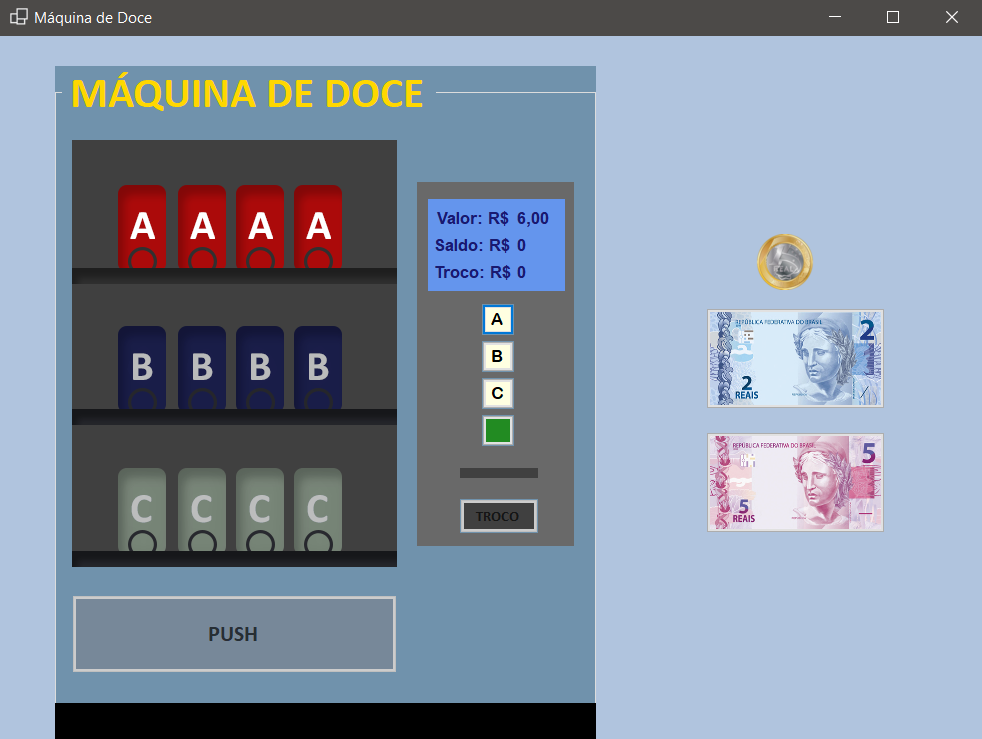 Máquina de Doce
MÁQUINA DE DOCE
A A A A
B B B B
C C C C
Valor: R$ 6,00
Saldo: R$ 0
Troco: R$ 0
A
B
C
TROCO
PUSH
REPÚBLICA FEDERATIVA DO BRASIL
2
2
REAIS
REPÚBLICA FEDERATIVA DO BRASIL
5
5
REAIS